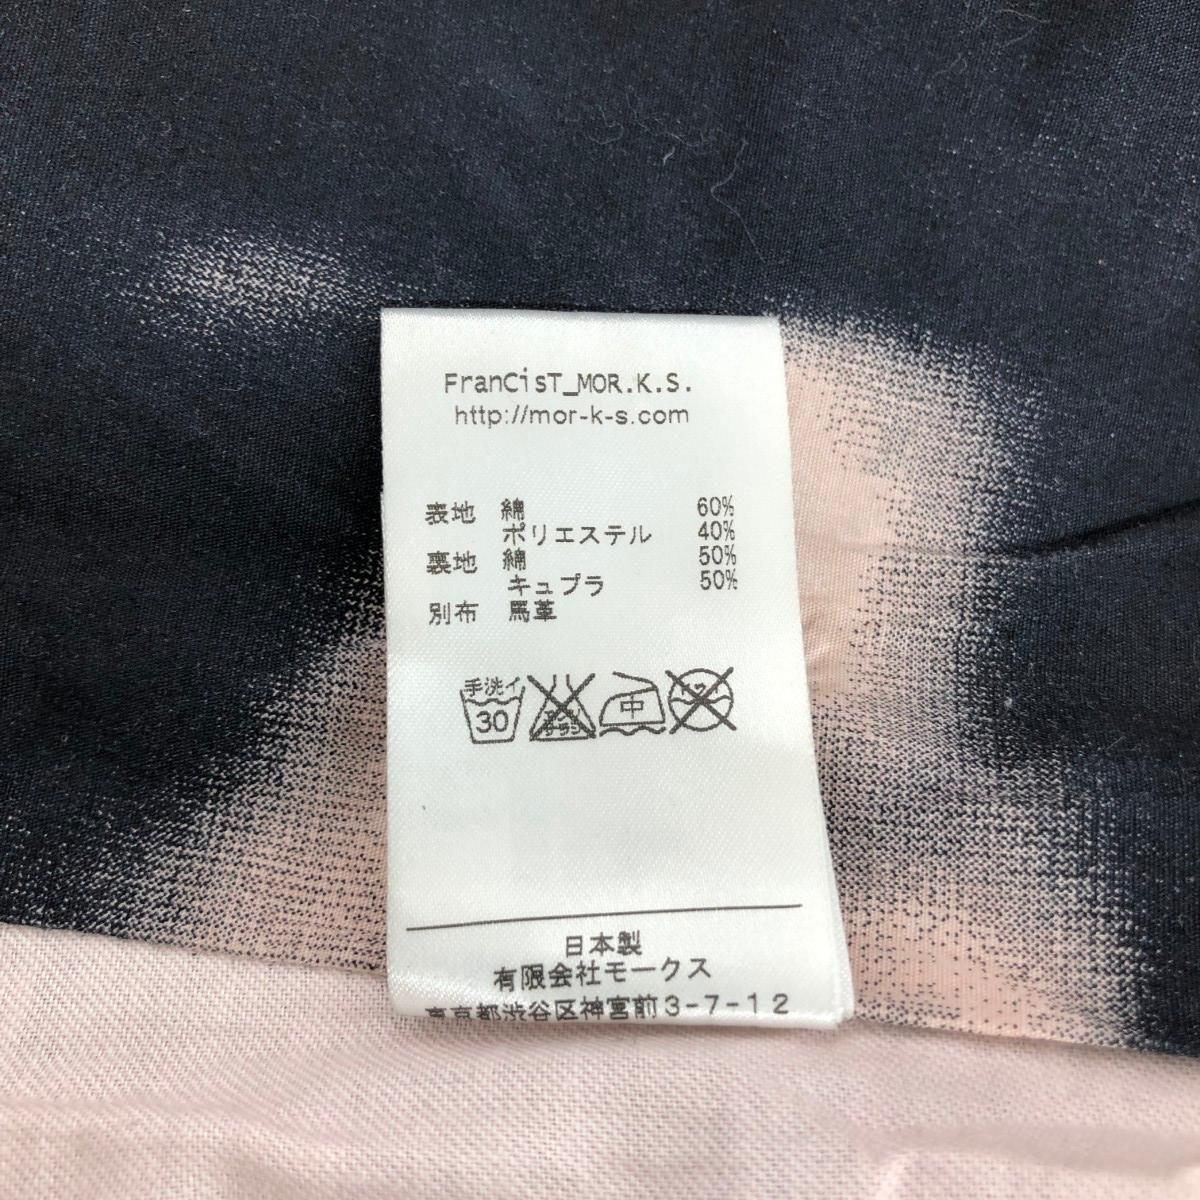 FranCisT_MOR.K.S.
http://mor-k-s.com
表地 綿 60%
ポリエステル 40%
裏地 綿 50%
キュプラ 50%
別布 馬革
手洗イ
30
中
日本製
有限会社モークス
東京都渋谷区神宮前3-7-12